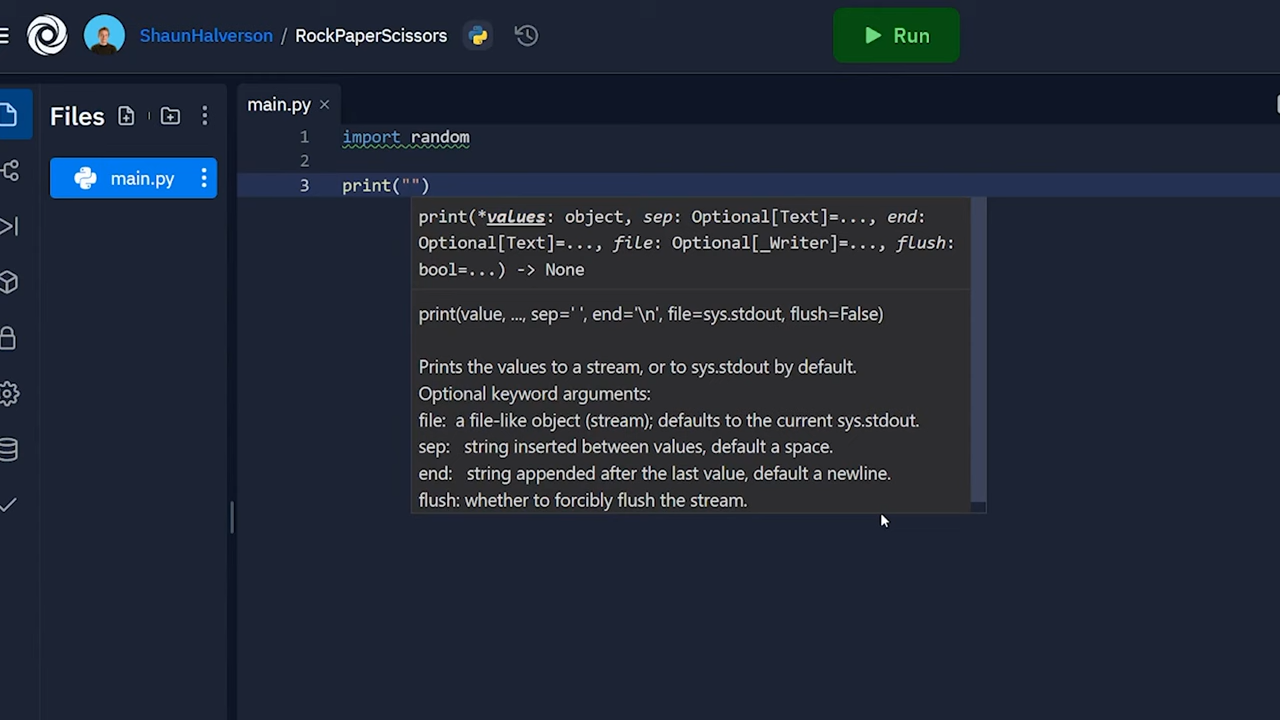 ShaunHalverson / RockPaperScissors
Run
Files
main.py
main.py
1 import random
2
3 print("")
print(*values: object, sep: Optional[Text]=..., end:
Optional[Text]=..., file: Optional[_Writer]=..., flush:
bool=...) -> None
print(value, ..., sep=' ', end='\n', file=sys.stdout, flush=False)
Prints the values to a stream, or to sys.stdout by default.
Optional keyword arguments:
file:  a file-like object (stream); defaults to the current sys.stdout.
sep:   string inserted between values, default a space.
end:   string appended after the last value, default a newline.
flush: whether to forcibly flush the stream.